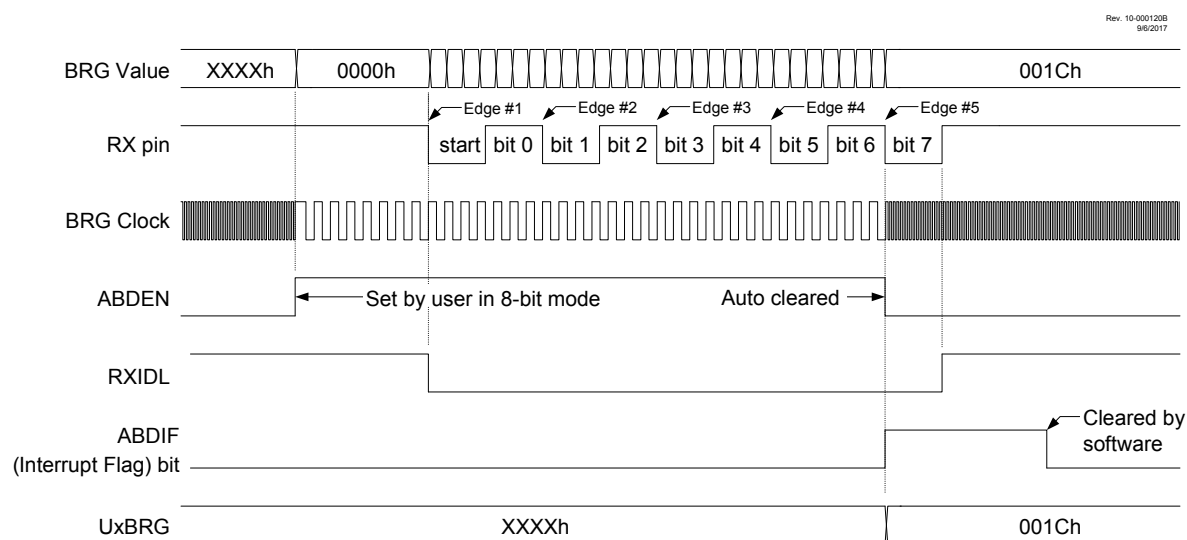 Rev. 10-000120B
9/6/2017
BRG Value XXXXh 0000h 001Ch
Edge #1 Edge #2 Edge #3 Edge #4 Edge #5
RX pin start bit 0 bit 1 bit 2 bit 3 bit 4 bit 5 bit 6 bit 7
BRG Clock
ABDEN Set by user in 8-bit mode Auto cleared
RXIDL
ABDIF
(Interrupt Flag) bit
Cleared by
software
UxBRG XXXXh 001Ch